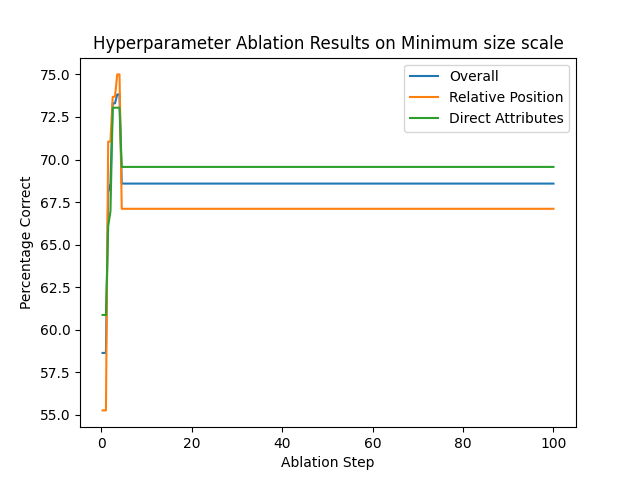 Hyperparameter Ablation Results on Minimum size scale
Overall
Relative Position
Direct Attributes
Percentage Correct
75.0
72.5
70.0
67.5
65.0
62.5
60.0
57.5
55.0
0 20 40 60 80 100
Ablation Step